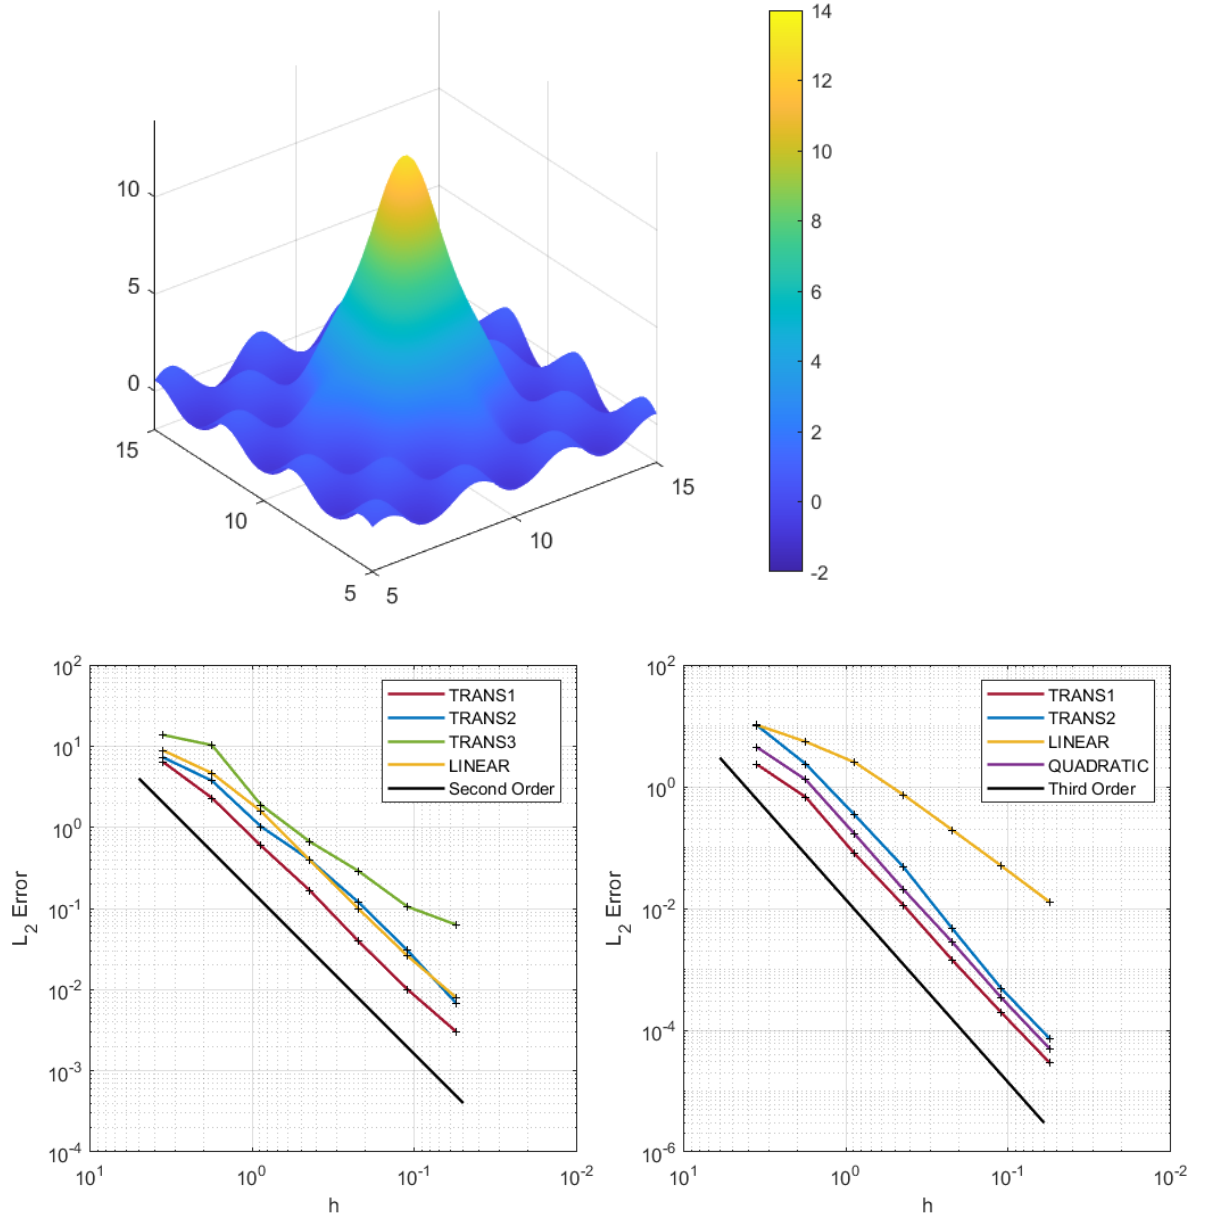 14
12
10
8
6
4
2
0
-2
10
5
0
15
10
5
5
10
15
10^2
10^1
10^0
10^-1
10^-2
10^-3
10^-4
10^1
10^0
10^-1
10^-2
L_2 Error
h
TRANS1
TRANS2
TRANS3
LINEAR
Second Order
10^2
10^0
10^-2
10^-4
10^-6
10^1
10^0
10^-1
10^-2
L_2 Error
h
TRANS1
TRANS2
LINEAR
QUADRATIC
Third Order